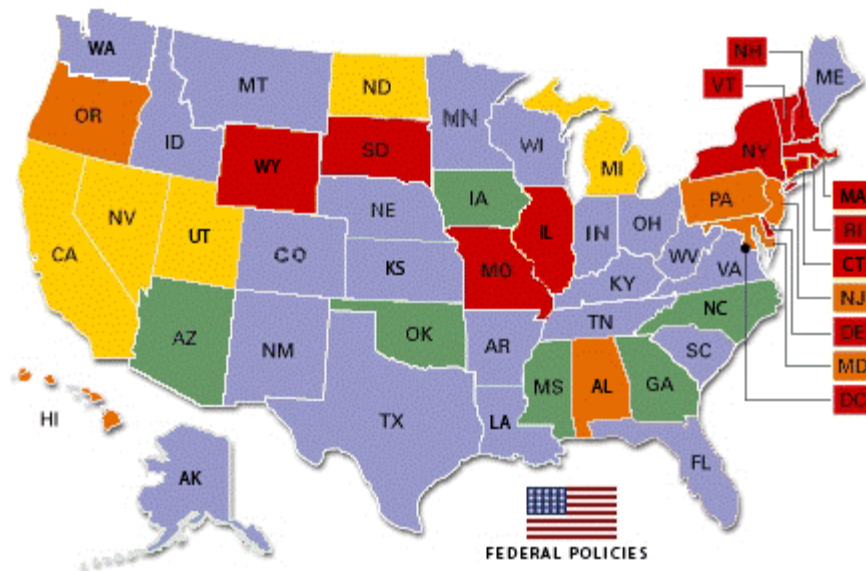 WA
MT
ND
MN
NH
VT
ME
OR
ID
WY
SD
WI
MI
NY
MA
RI
CT
NJ
DE
MD
DC
CA
NV
UT
CO
NE
KS
IA
MO
IL
IN
OH
PA
WV
VA
KY
TN
NC
SC
AZ
NM
OK
AR
TX
LA
MS
AL
GA
FL
HI
AK
FEDERAL POLICIES